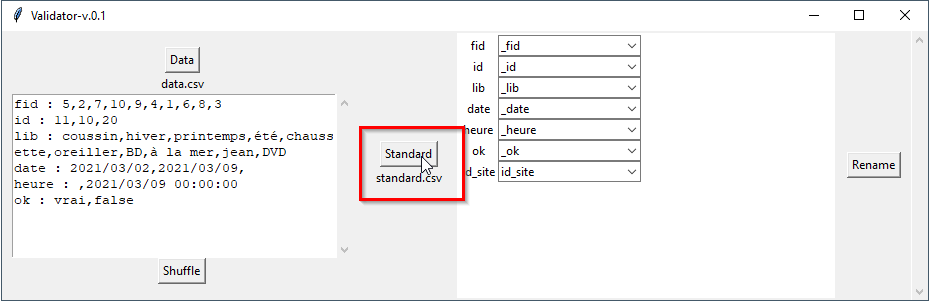 Validator-v.0.1
Data
data.csv
fid : 5,2,7,10,9,4,1,6,8,3
id : 11,10,20
lib : coussin,hiver,printemps,été,chauss
ette,oreiller,BD,à la mer,jean,DVD
date : 2021/03/02,2021/03/09,
heure : ,2021/03/09 00:00:00
ok : vrai,false
Shuffle
Standard
standard.csv
fid _fid
id _id
lib _lib
date _date
heure _heure
ok _ok
d_site id_site
Rename